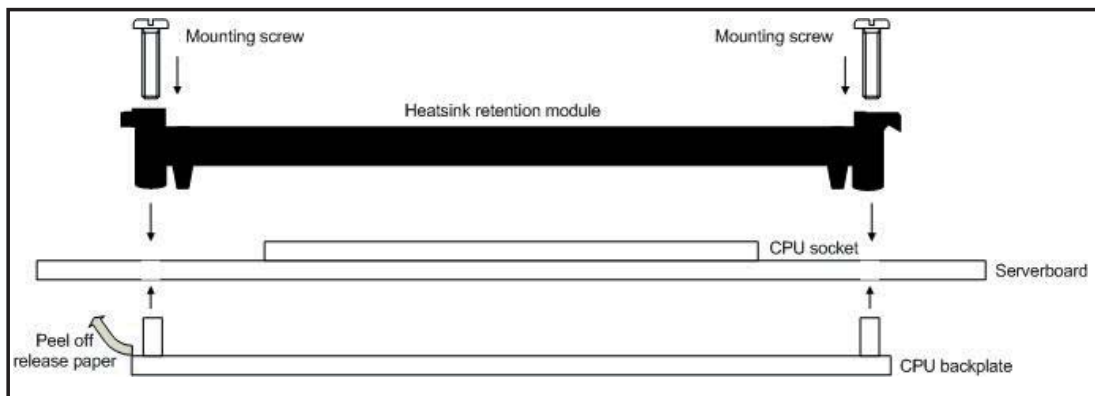 Mounting screw
Mounting screw
Heatsink retention module
CPU socket
Serverboard
Peel off
release paper
CPU backplate